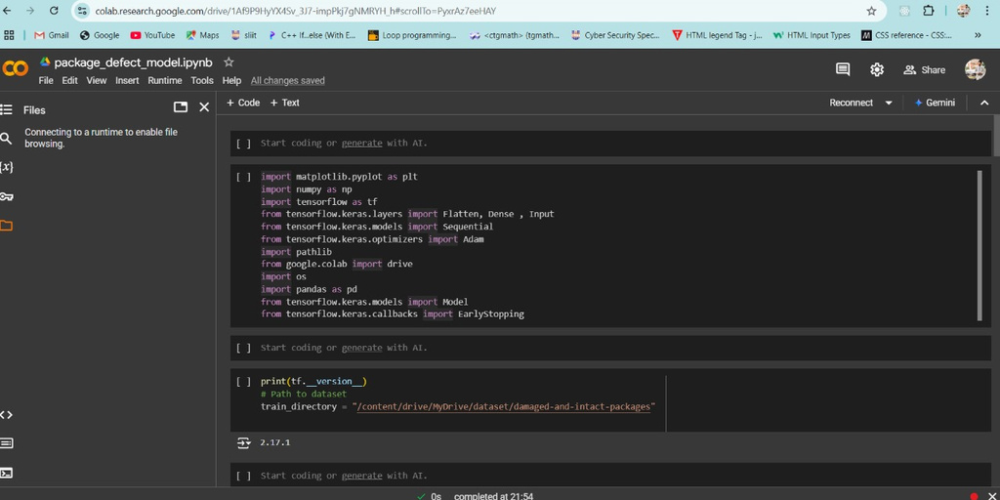 colab.research.google.com/drive/1Af9P9HyYX4Sv_3J7-impPkj7gNMRYH_h#scrollTo=PyxrAz7eeHAY
Gmail Google YouTube Maps sliit C++ If...else (With E... Loop programming... <ctgmath> (tgmath... Cyber Security Spec... HTML legend Tag - j... HTML Input Types CSS reference - CSS:... »
package_defect_model.ipynb
File Edit View Insert Runtime Tools Help All changes saved
Share
Files
+ Code + Text Reconnect Gemini
Connecting to a runtime to enable file
browsing.
[ ] Start coding or generate with AI.
[ ] import matplotlib.pyplot as plt
import numpy as np
import tensorflow as tf
from tensorflow.keras.layers import Flatten, Dense , Input
from tensorflow.keras.models import Sequential
from tensorflow.keras.optimizers import Adam
import pathlib
from google.colab import drive
import os
import pandas as pd
from tensorflow.keras.models import Model
from tensorflow.keras.callbacks import EarlyStopping
[ ] Start coding or generate with AI.
[ ] print(tf.__version__)
# Path to dataset
train_directory = "/content/drive/MyDrive/dataset/damaged-and-intact-packages"
2.17.1
[ ] Start coding or generate with AI.
0s completed at 21:54